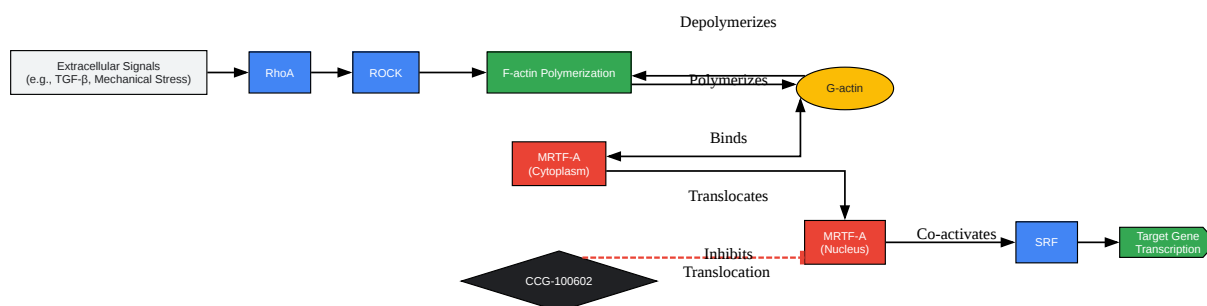 Depolymerizes
Extracellular Signals
(e.g., TGF-β, Mechanical Stress)
RhoA
ROCK
F-actin Polymerization
Polymerizes
G-actin
Binds
MRTF-A
(Cytoplasm)
Translocates
MRTF-A
(Nucleus)
Co-activates
SRF
Target Gene
Transcription
Inhibits
Translocation
CCG-100602